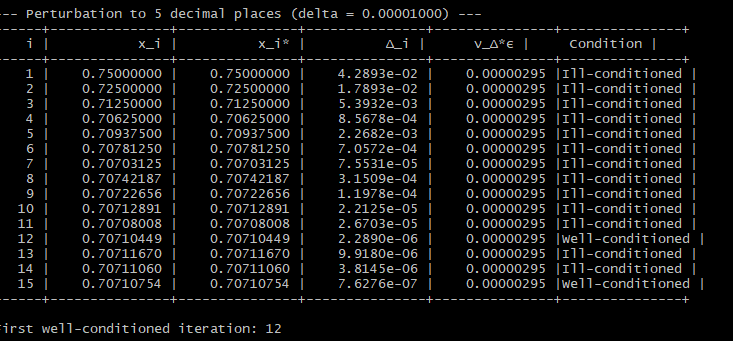 --- Perturbation to 5 decimal places (delta = 0.00001000) ---
------+----------------+---------------+----------------+---------------+----------------+
i | x_i | x_i* | Δ_i | ν_Δ*ϵ | Condition |
------+----------------+---------------+----------------+---------------+----------------+
1 | 0.75000000 | 0.75000000 | 4.2893e-02 | 0.00000295 |Ill-conditioned |
2 | 0.72500000 | 0.72500000 | 1.7893e-02 | 0.00000295 |Ill-conditioned |
3 | 0.71250000 | 0.71250000 | 5.3932e-03 | 0.00000295 |Ill-conditioned |
4 | 0.70625000 | 0.70625000 | 8.5678e-04 | 0.00000295 |Ill-conditioned |
5 | 0.70937500 | 0.70937500 | 2.2682e-03 | 0.00000295 |Ill-conditioned |
6 | 0.70781250 | 0.70781250 | 7.0572e-04 | 0.00000295 |Ill-conditioned |
7 | 0.70703125 | 0.70703125 | 7.5531e-05 | 0.00000295 |Ill-conditioned |
8 | 0.70742187 | 0.70742187 | 3.1509e-04 | 0.00000295 |Ill-conditioned |
9 | 0.70722656 | 0.70722656 | 1.1978e-04 | 0.00000295 |Ill-conditioned |
10 | 0.70712891 | 0.70712891 | 2.2125e-05 | 0.00000295 |Ill-conditioned |
11 | 0.70708008 | 0.70708008 | 2.6703e-05 | 0.00000295 |Ill-conditioned |
12 | 0.70710449 | 0.70710449 | 2.2890e-06 | 0.00000295 |Well-conditioned |
13 | 0.70711670 | 0.70711670 | 9.9180e-06 | 0.00000295 |Ill-conditioned |
14 | 0.70711060 | 0.70711060 | 3.8145e-06 | 0.00000295 |Ill-conditioned |
15 | 0.70710754 | 0.70710754 | 7.6276e-07 | 0.00000295 |Well-conditioned |
------+----------------+---------------+----------------+---------------+----------------+
First well-conditioned iteration: 12